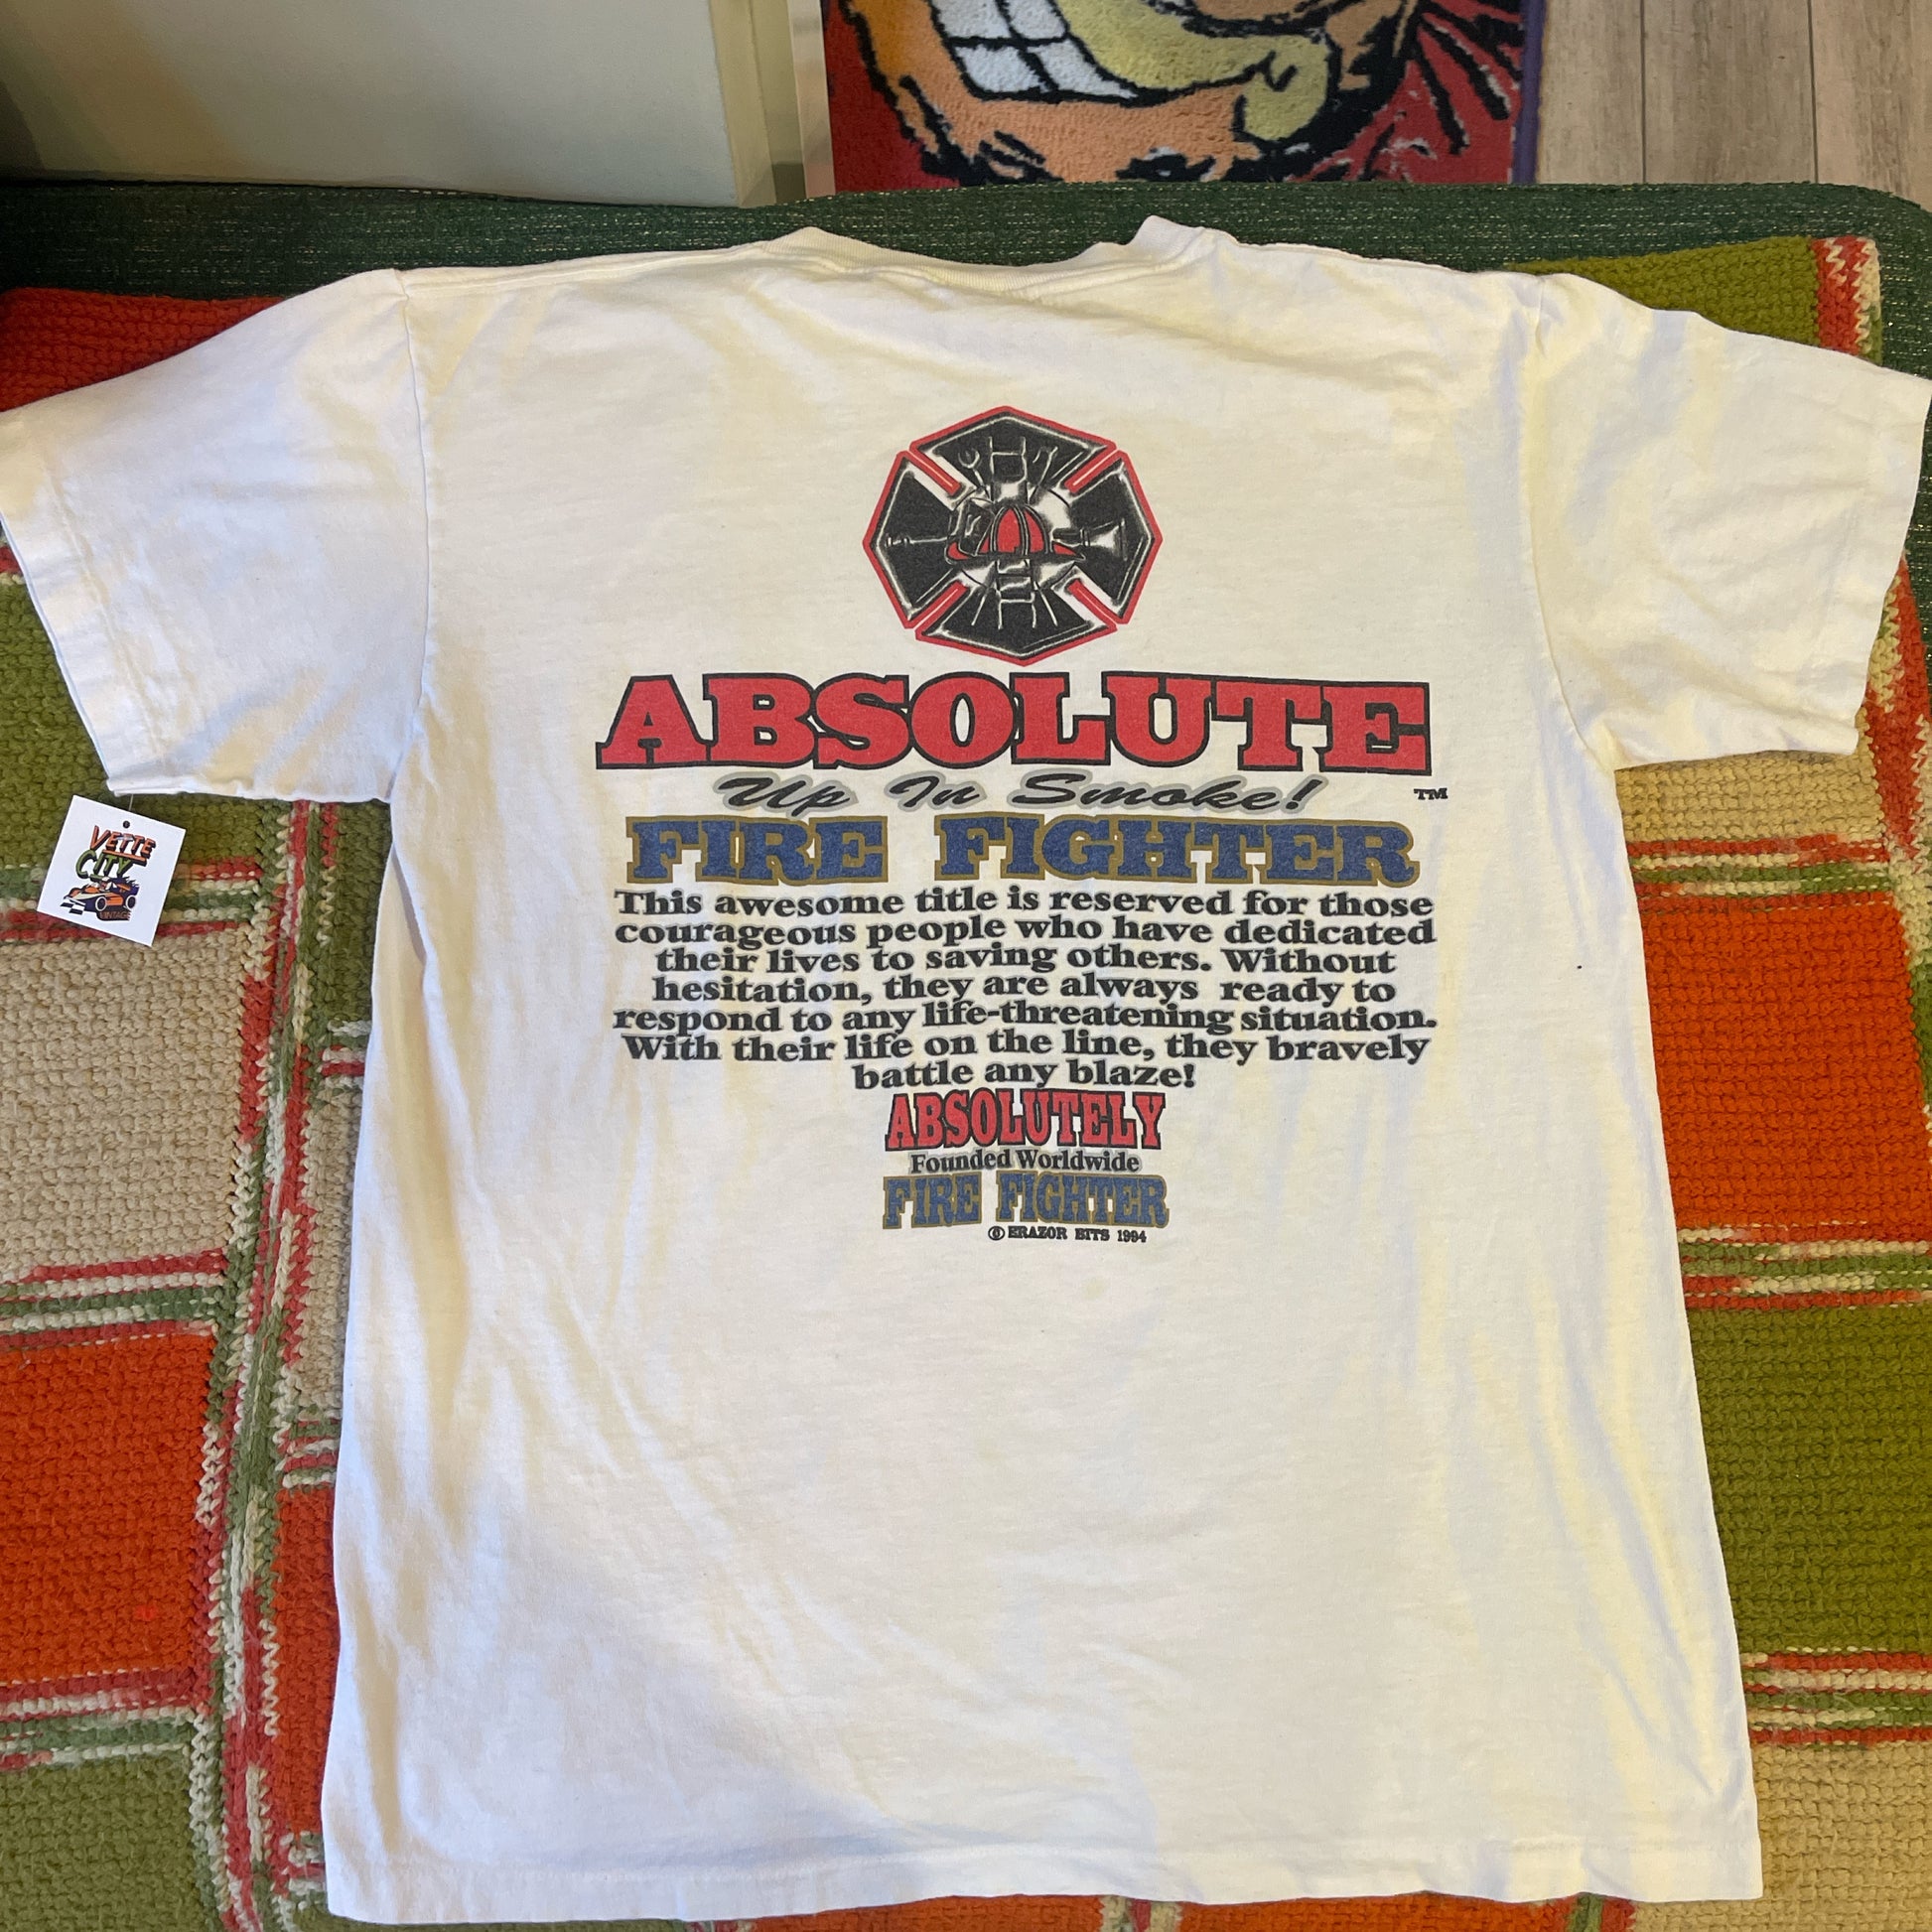 ABSOLUTE
Up In Smoke!
TM
FIRE FIGHTER
This awesome title is reserved for those
courageous people who have dedicated
their lives to saving others. Without
hesitation, they are always ready to
respond to any life-threatening situation.
With their life on the line, they bravely
battle any blaze!
ABSOLUTELY
Founded Worldwide
FIRE FIGHTER
© ERAZOR BITS 1994
VETTE
CITY
VINTAGE